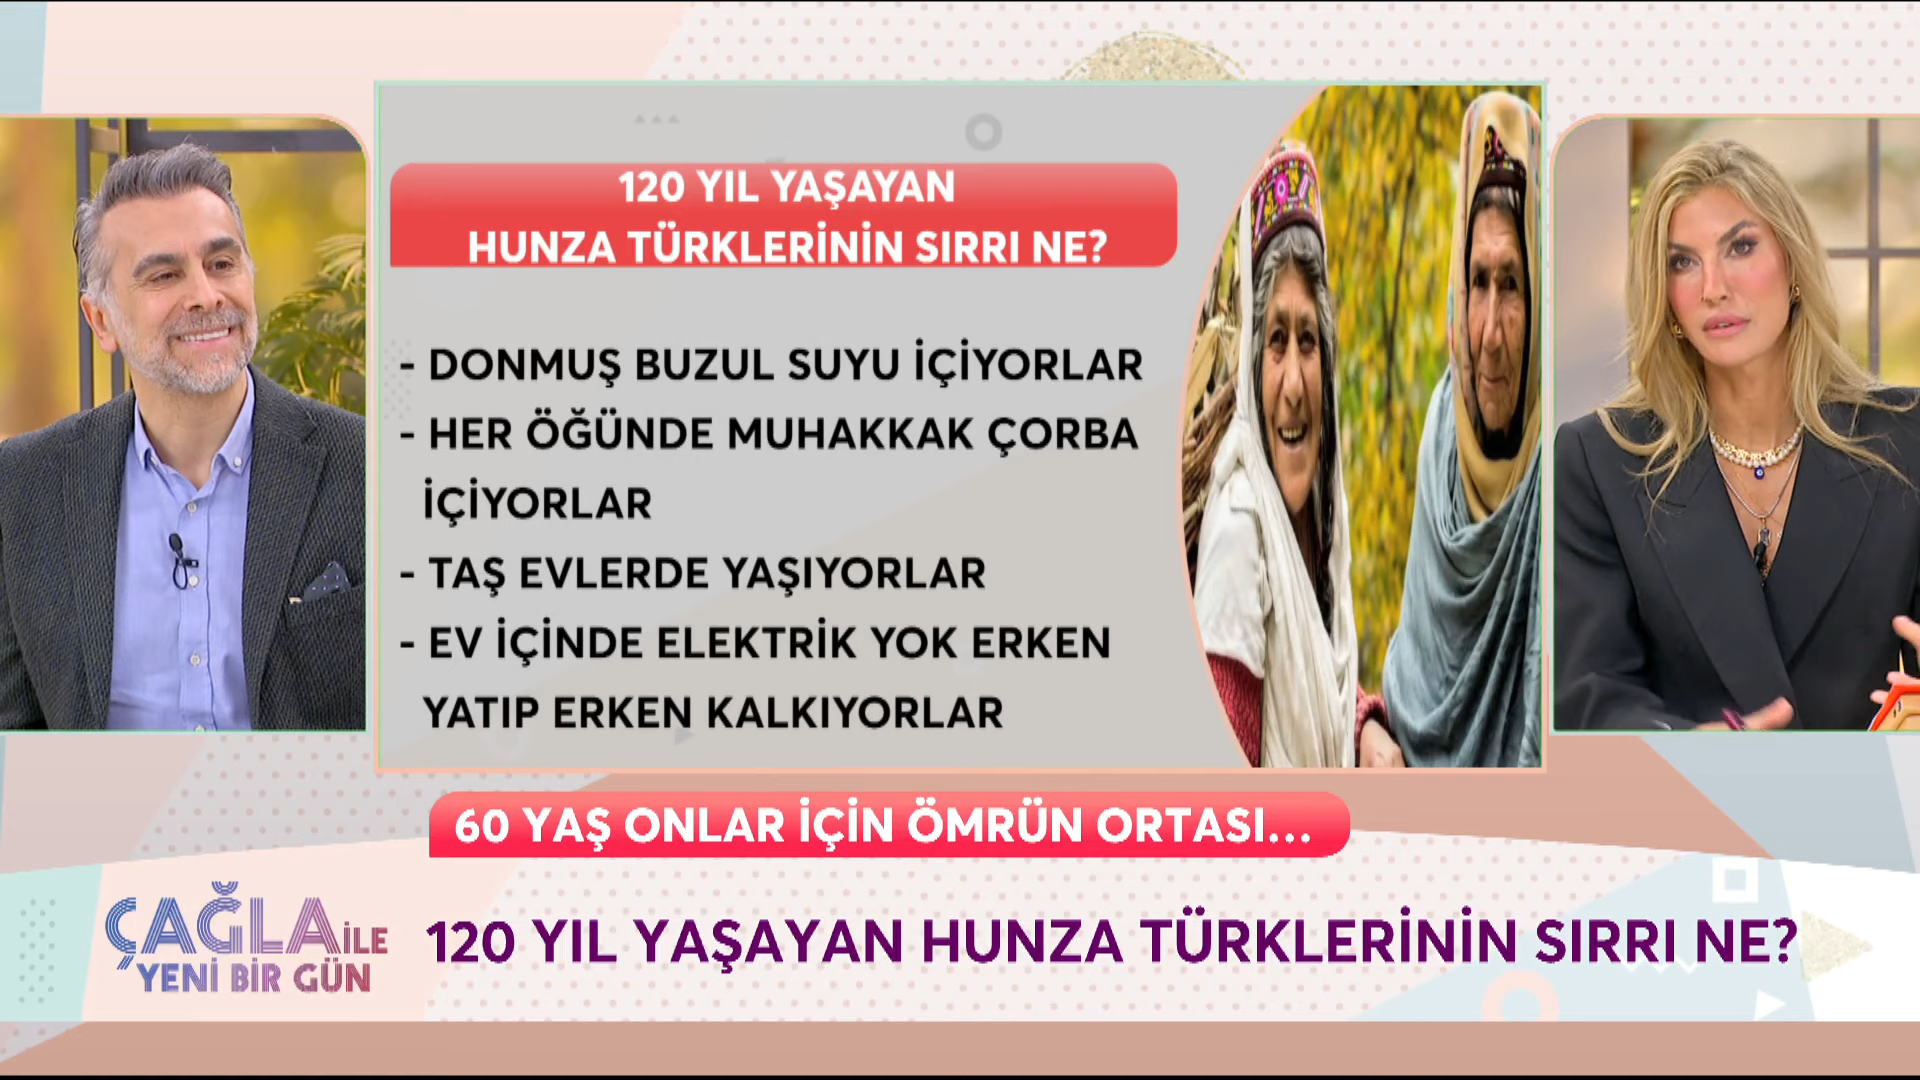 120 YIL YAŞAYAN
HUNZA TÜRKLERİNİN SIRRI NE?
- DONMUŞ BUZUL SUYU İÇİYORLAR
- HER ÖĞÜNDE MUHAKKAK ÇORBA
İÇİYORLAR
- TAŞ EVLERDE YAŞIYORLAR
- EV İÇİNDE ELEKTRİK YOK ERKEN
YATIP ERKEN KALKIYORLAR
60 YAŞ ONLAR İÇİN ÖMRÜN ORTASI...
ÇAĞLA İLE
YENİ BİR GÜN
120 YIL YAŞAYAN HUNZA TÜRKLERİNİN SIRRI NE?